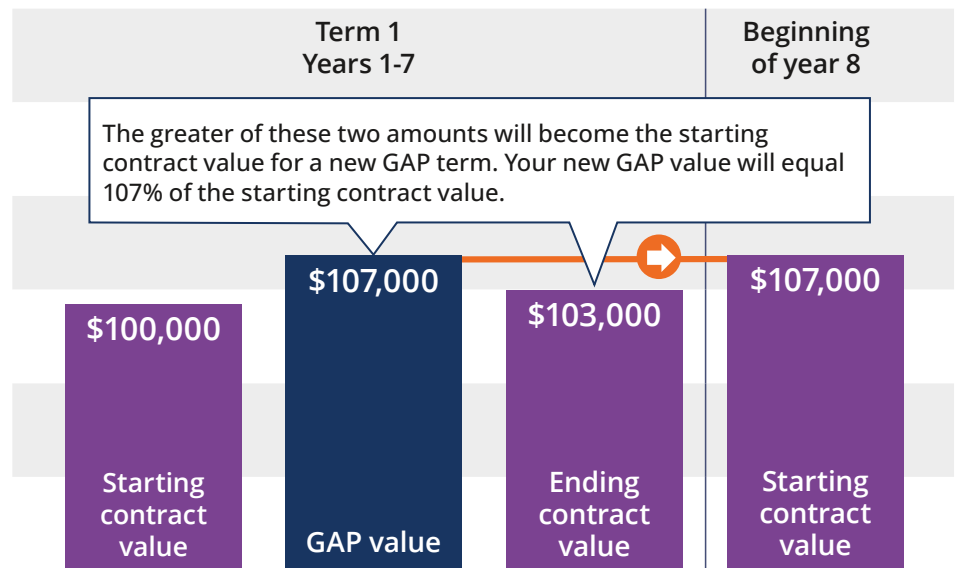 Term 1
Years 1-7
Beginning
of year 8
The greater of these two amounts will become the starting
contract value for a new GAP term. Your new GAP value will equal
107% of the starting contract value.
$100,000
Starting
contract
value
$107,000
GAP value
$103,000
Ending
contract
value
$107,000
Starting
contract
value